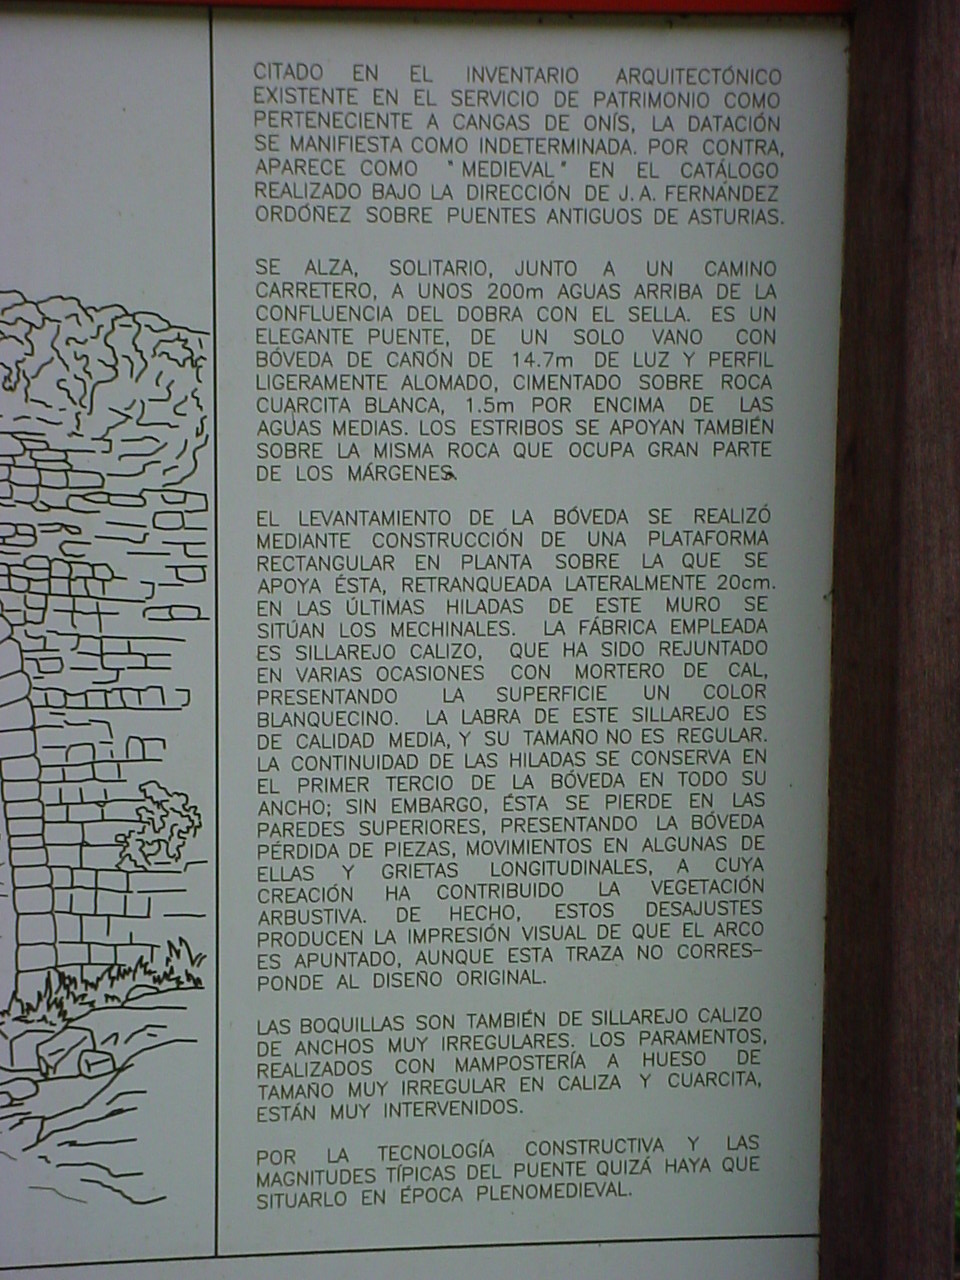 CITADO EN EL INVENTARIO ARQUITECTÓNICO
EXISTENTE EN EL SERVICIO DE PATRIMONIO COMO
PERTENECIENTE A CANGAS DE ONÍS, LA DATACIÓN
SE MANIFIESTA COMO INDETERMINADA. POR CONTRA,
APARECE COMO "MEDIEVAL" EN EL CATÁLOGO
REALIZADO BAJO LA DIRECCIÓN DE J.A. FERNÁNDEZ
ORDÓÑEZ SOBRE PUENTES ANTIGUOS DE ASTURIAS.
SE ALZA, SOLITARIO, JUNTO A UN CAMINO
CARRETERO, A UNOS 200m AGUAS ARRIBA DE LA
CONFLUENCIA DEL DOBRA CON EL SELLA. ES UN
ELEGANTE PUENTE, DE UN SOLO VANO CON
BÓVEDA DE CAÑÓN DE 14.7m DE LUZ Y PERFIL
LIGERAMENTE ALOMADO, CIMENTADO SOBRE ROCA
CUARCITA BLANCA, 1.5m POR ENCIMA DE LAS
AGUAS MEDIAS. LOS ESTRIBOS SE APOYAN TAMBIÉN
SOBRE LA MISMA ROCA QUE OCUPA GRAN PARTE
DE LOS MÁRGENES.
EL LEVANTAMIENTO DE LA BÓVEDA SE REALIZÓ
MEDIANTE CONSTRUCCIÓN DE UNA PLATAFORMA
RECTANGULAR EN PLANTA SOBRE LA QUE SE
APOYA ÉSTA, RETRANQUEADA LATERALMENTE 20cm.
EN LAS ÚLTIMAS HILADAS DE ESTE MURO SE
SITÚAN LOS MECHINALES. LA FÁBRICA EMPLEADA
ES SILLAREJO CALIZO, QUE HA SIDO REJUNTADO
EN VARIAS OCASIONES CON MORTERO DE CAL,
PRESENTANDO LA SUPERFICIE UN COLOR
BLANQUECINO. LA LABRA DE ESTE SILLAREJO ES
DE CALIDAD MEDIA, Y SU TAMAÑO NO ES REGULAR.
LA CONTINUIDAD DE LAS HILADAS SE CONSERVA EN
EL PRIMER TERCIO DE LA BÓVEDA EN TODO SU
ANCHO; SIN EMBARGO, ÉSTA SE PIERDE EN LAS
PAREDES SUPERIORES, PRESENTANDO LA BÓVEDA
PÉRDIDA DE PIEZAS, MOVIMIENTOS EN ALGUNAS DE
ELLAS Y GRIETAS LONGITUDINALES, A CUYA
CREACIÓN HA CONTRIBUIDO LA VEGETACIÓN
ARBUSTIVA. DE HECHO, ESTOS DESAJUSTES
PRODUCEN LA IMPRESIÓN VISUAL DE QUE EL ARCO
ES APUNTADO, AUNQUE ESTA TRAZA NO CORRES-
PONDE AL DISEÑO ORIGINAL.
LAS BOQUILLAS SON TAMBIÉN DE SILLAREJO CALIZO
DE ANCHOS MUY IRREGULARES. LOS PARAMENTOS,
REALIZADOS CON MAMPOSTERÍA A HUESO DE
TAMAÑO MUY IRREGULAR EN CALIZA Y CUARCITA,
ESTÁN MUY INTERVENIDOS.
POR LA TECNOLOGÍA CONSTRUCTIVA Y LAS
MAGNITUDES TÍPICAS DEL PUENTE QUIZÁ HAYA QUE
SITUARLO EN ÉPOCA PLENOMEDIEVAL.